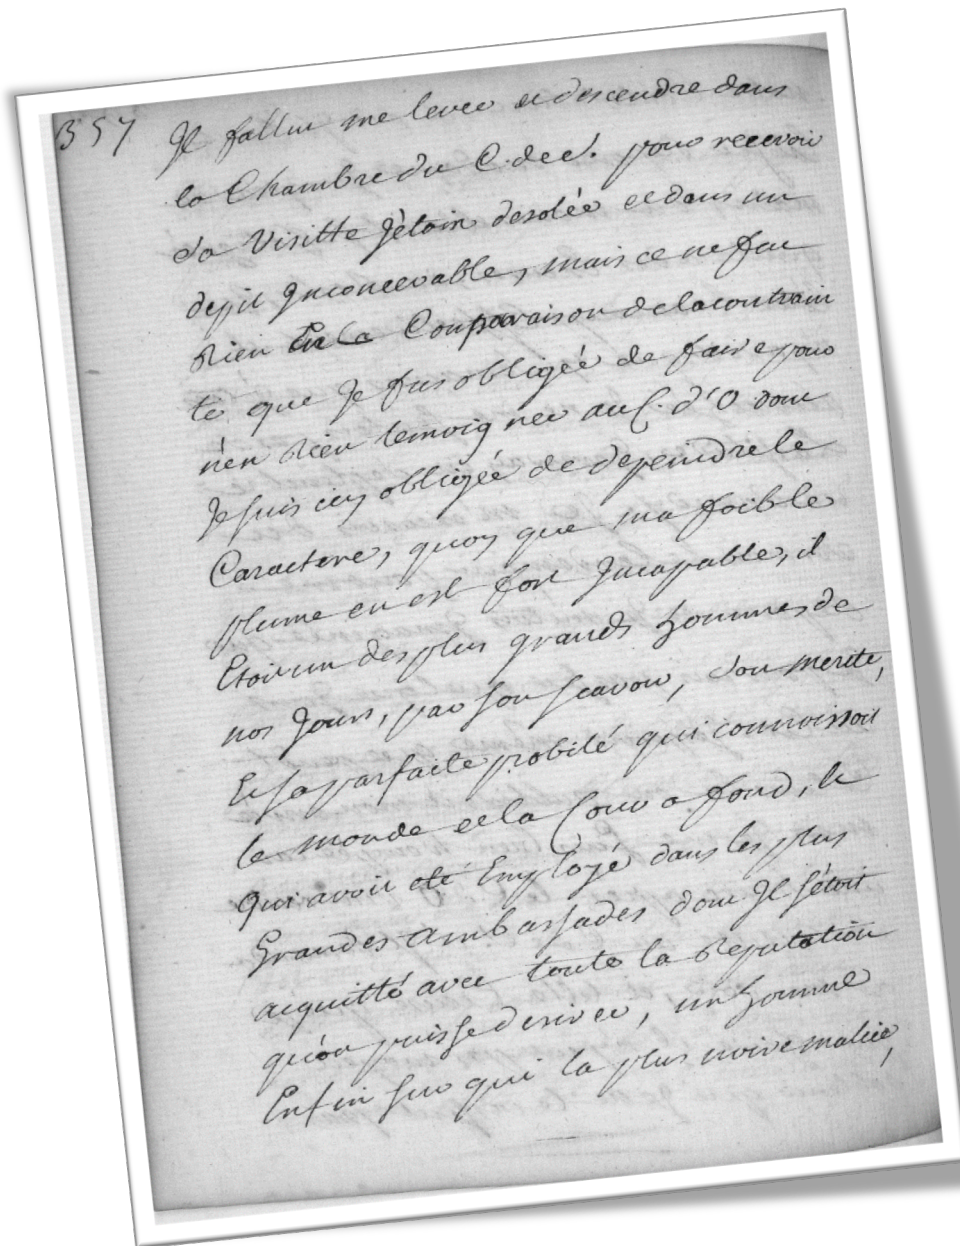 357
Il fallut me lever et descendre dans
la Chambre du C. de C. pour recevoir
sa Visitte J'étois desolée et dans un
depit Inconcevable, mais ce ne fut
Rien En la Comparaison de la contrain
te que Je fus obligée de faire pour
n'en Rien temoigner au C. d'O dont
Je suis icy obligée de depeindre le
Caractere, quoy que ma foible
plume en est fort Incapable, il
Etoit un des plus grands hommes de
nos Jours, par son scavoir, son merite,
Et sa parfaite probité qui connoissoit
le monde et la Cour a fond, Et
Qui avoit eté Employé dans les plus
Grandes Ambassades dont Il s'étoit
acquitté avec toute la Reputation
qu'on puisse desirer, un homme
Enfin sur qui la plus noire malice,